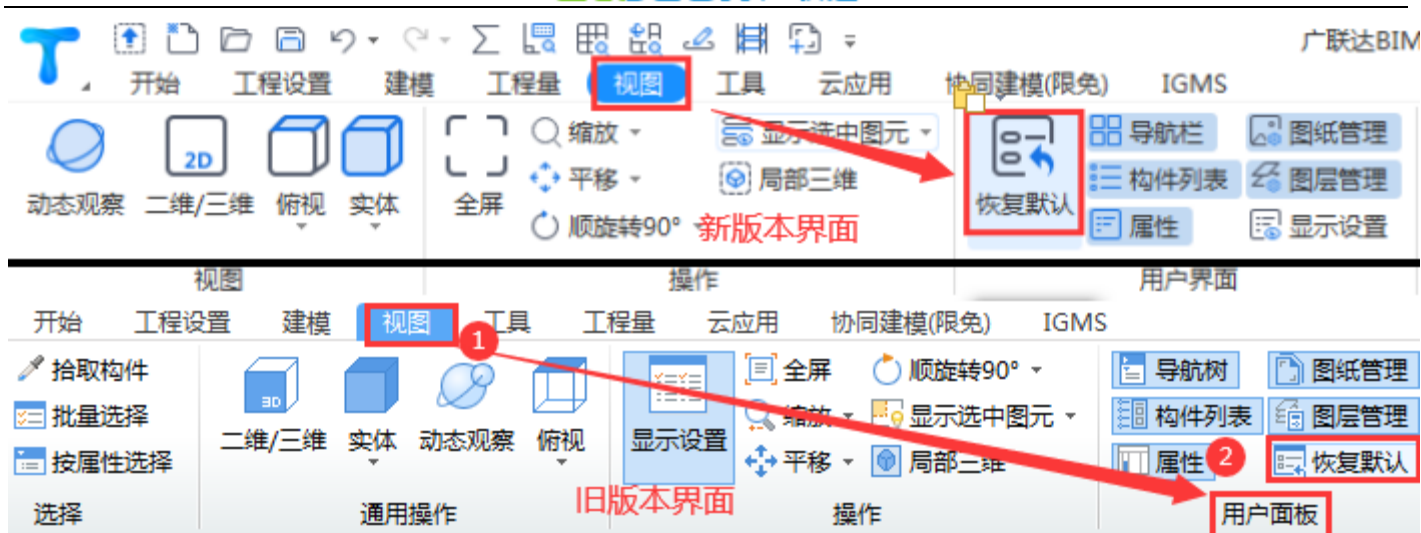 广联达BIM
开始 工程设置 建模 工程量 视图 工具 云应用 协同建模(限免) IGMS
2D
缩放 显示选中图元 导航栏 图纸管理
平移 局部三维 构件列表 图层管理
动态观察 二维/三维 俯视 实体 全屏 恢复默认
顺旋转90° 新版本界面 属性 显示设置
视图 操作 用户界面
开始 工程设置 建模 视图 1 工具 工程量 云应用 协同建模(限免) IGMS
拾取构件 全屏 顺旋转90° 导航树 图纸管理
3D
批量选择 缩放 显示选中图元 构件列表 图层管理
二维/三维 实体 动态观察 俯视 显示设置
按属性选择 平移 局部三维 属性 2 恢复默认
旧版本界面
选择 通用操作 操作 用户面板